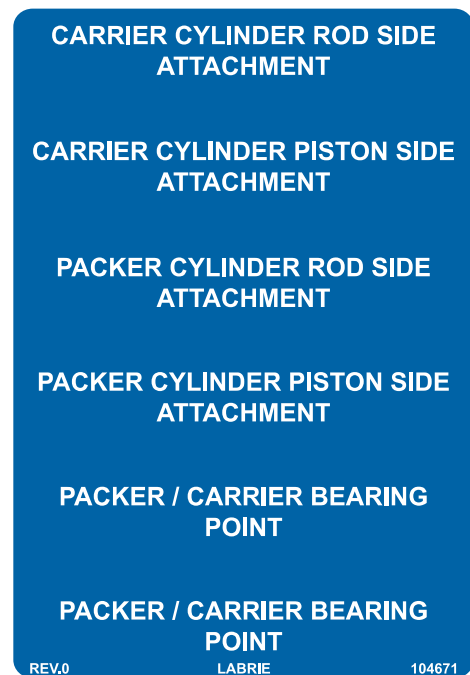 CARRIER CYLINDER ROD SIDE
ATTACHMENT
CARRIER CYLINDER PISTON SIDE
ATTACHMENT
PACKER CYLINDER ROD SIDE
ATTACHMENT
PACKER CYLINDER PISTON SIDE
ATTACHMENT
PACKER / CARRIER BEARING
POINT
PACKER / CARRIER BEARING
POINT
REV.0 LABRIE 104671